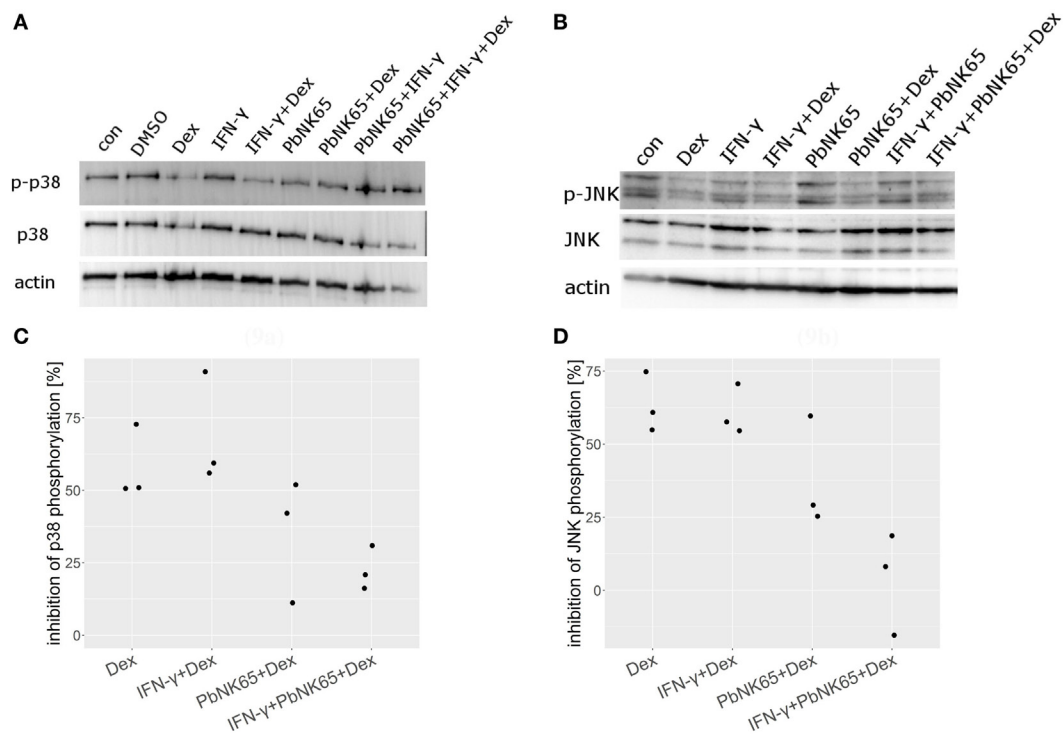 A
con
DMSO
Dex
IFN-γ
IFN-γ+Dex
PbNK65
PbNK65+Dex
PbNK65+IFN-γ
PbNK65+IFN-γ+Dex
p-p38
p38
actin
B
con
Dex
IFN-γ
IFN-γ+Dex
PbNK65
PbNK65+Dex
IFN-γ+PbNK65
IFN-γ+PbNK65+Dex
p-JNK
JNK
actin
C
(9a)
inhibition of p38 phosphorylation [%]
75
50
25
0
Dex
IFN-γ+Dex
PbNK65+Dex
IFN-γ+PbNK65+Dex
D
(9b)
inhibition of JNK phosphorylation [%]
75
50
25
0
Dex
IFN-γ+Dex
PbNK65+Dex
IFN-γ+PbNK65+Dex